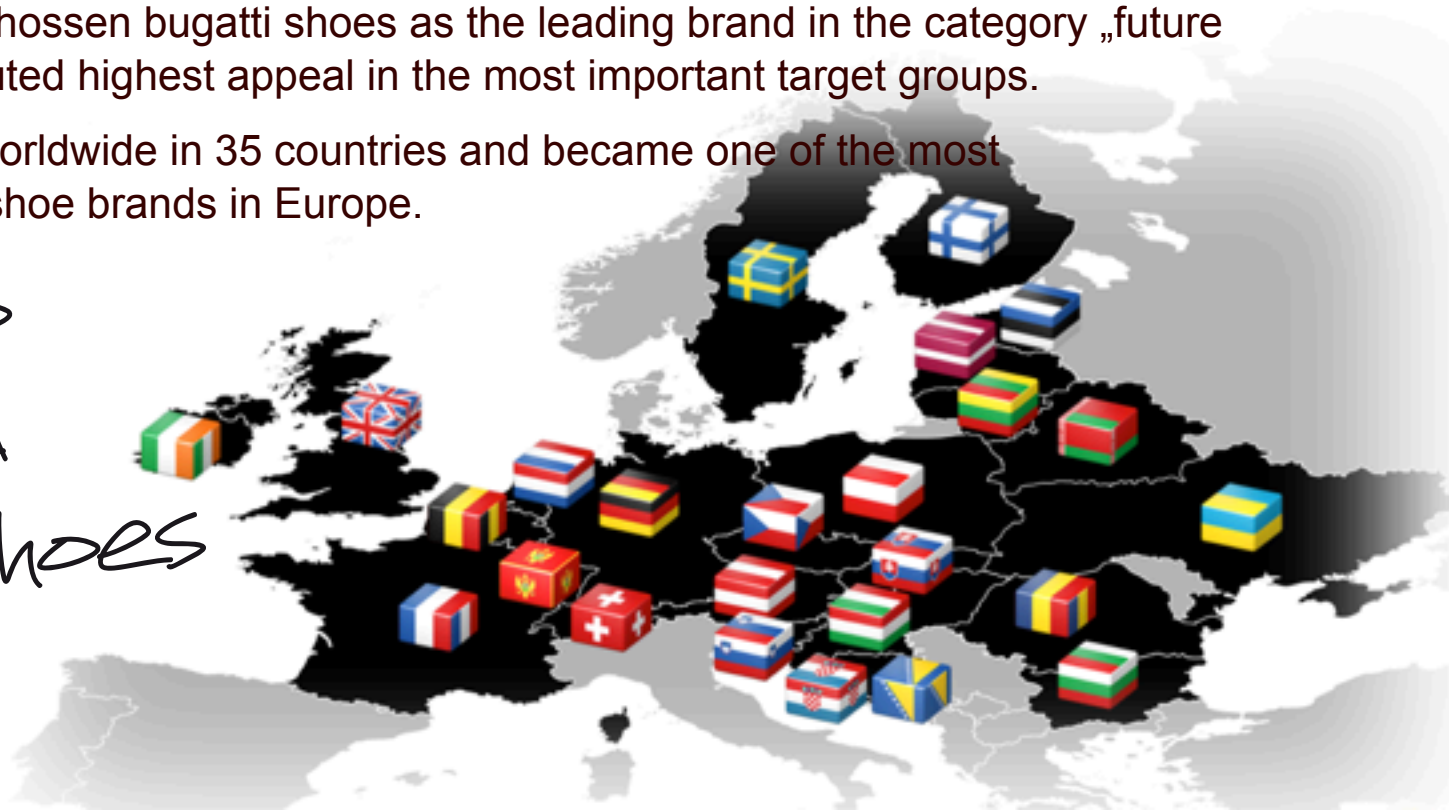 hossen bugatti shoes as the leading brand in the category „future
uted highest appeal in the most important target groups.
orldwide in 35 countries and became one of the most
shoe brands in Europe.
hoes